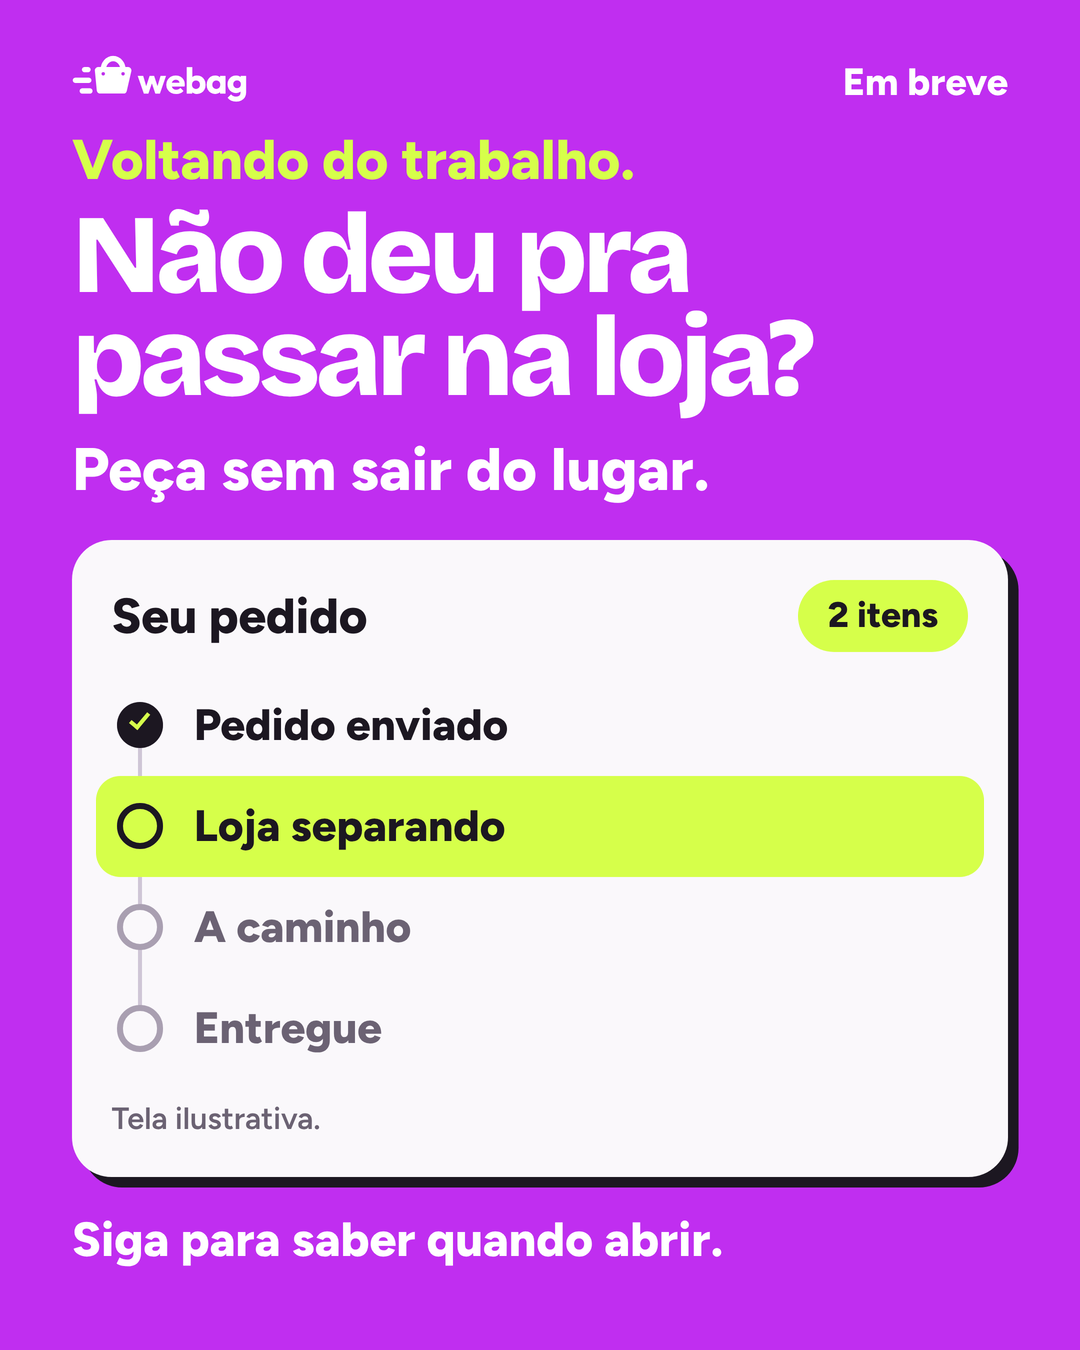 webag
Em breve
Voltando do trabalho.
Não deu pra
passar na loja?
Peça sem sair do lugar.
Seu pedido
2 itens
Pedido enviado
Loja separando
A caminho
Entregue
Tela ilustrativa.
Siga para saber quando abrir.